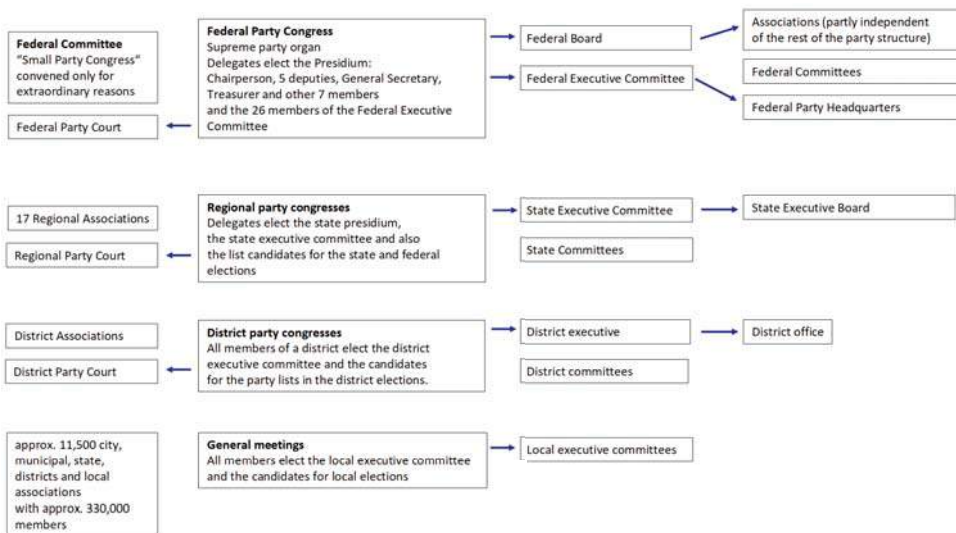 Federal Committee
"Small Party Congress"
convened only for
extraordinary reasons
Federal Party Court
Federal Party Congress
Supreme party organ
Delegates elect the Presidium:
Chairperson, 5 deputies, General Secretary,
Treasurer and other 7 members
and the 26 members of the Federal Executive
Committee
Federal Board
Federal Executive Committee
Associations (partly independent
of the rest of the party structure)
Federal Committees
Federal Party Headquarters
17 Regional Associations
Regional Party Court
Regional party congresses
Delegates elect the state presidium,
the state executive committee and also
the list candidates for the state and federal
elections
State Executive Committee
State Committees
State Executive Board
District Associations
District Party Court
District party congresses
All members of a district elect the district
executive committee and the candidates
for the party lists in the district elections.
District executive
District committees
District office
approx. 11,500 city,
municipal, state,
districts and local
associations
with approx. 330,000
members
General meetings
All members elect the local executive committee
and the candidates for local elections
Local executive committees